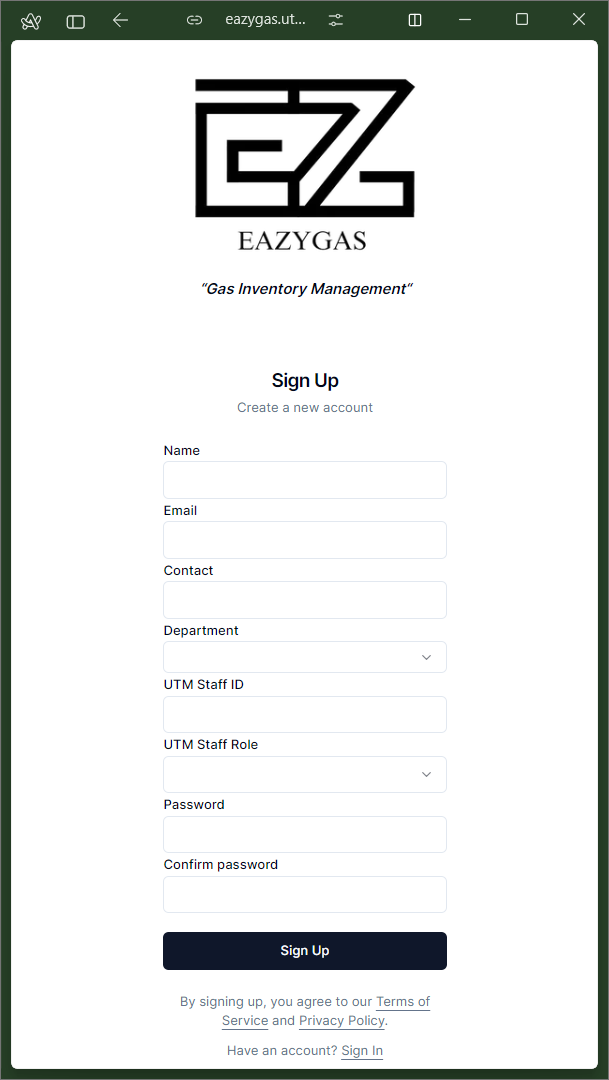 eazygas.ut...
EZ
EAZYGAS
“Gas Inventory Management“
Sign Up
Create a new account
Name
Email
Contact
Department
UTM Staff ID
UTM Staff Role
Password
Confirm password
Sign Up
By signing up, you agree to our Terms of
Service and Privacy Policy.
Have an account? Sign In